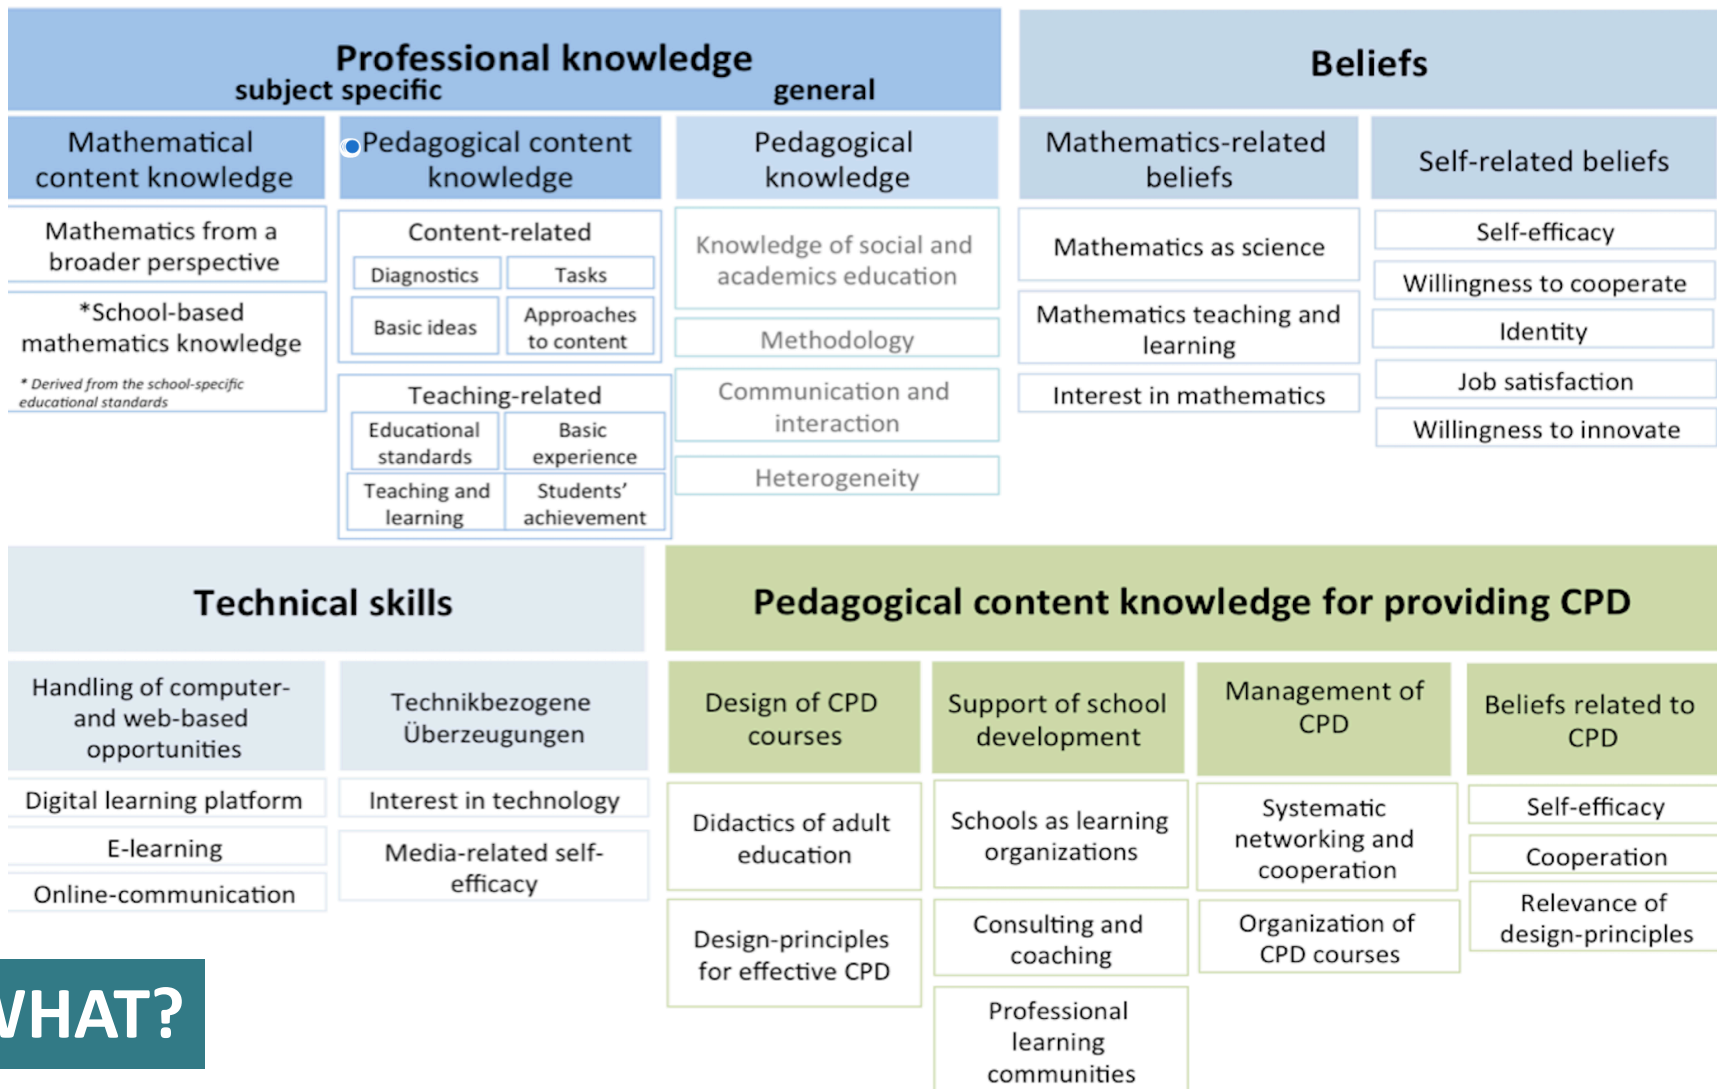 Professional knowledge
subject specific
general
Mathematical
content knowledge
Mathematics from a
broader perspective
*School-based
mathematics knowledge
* Derived from the school-specific
educational standards
Pedagogical content
knowledge
Content-related
Diagnostics
Tasks
Basic ideas
Approaches
to content
Teaching-related
Educational
standards
Basic
experience
Teaching and
learning
Students’
achievement
Pedagogical
knowledge
Knowledge of social and
academics education
Methodology
Communication and
interaction
Heterogeneity
Beliefs
Mathematics-related
beliefs
Mathematics as science
Mathematics teaching and
learning
Interest in mathematics
Self-related beliefs
Self-efficacy
Willingness to cooperate
Identity
Job satisfaction
Willingness to innovate
Technical skills
Handling of computer-
and web-based
opportunities
Digital learning platform
E-learning
Online-communication
Technikbezogene
Überzeugungen
Interest in technology
Media-related self-
efficacy
Pedagogical content knowledge for providing CPD
Design of CPD
courses
Didactics of adult
education
Design-principles
for effective CPD
Support of school
development
Schools as learning
organizations
Consulting and
coaching
Professional
learning
communities
Management of
CPD
Systematic
networking and
cooperation
Organization of
CPD courses
Beliefs related to
CPD
Self-efficacy
Cooperation
Relevance of
design-principles
WHAT?